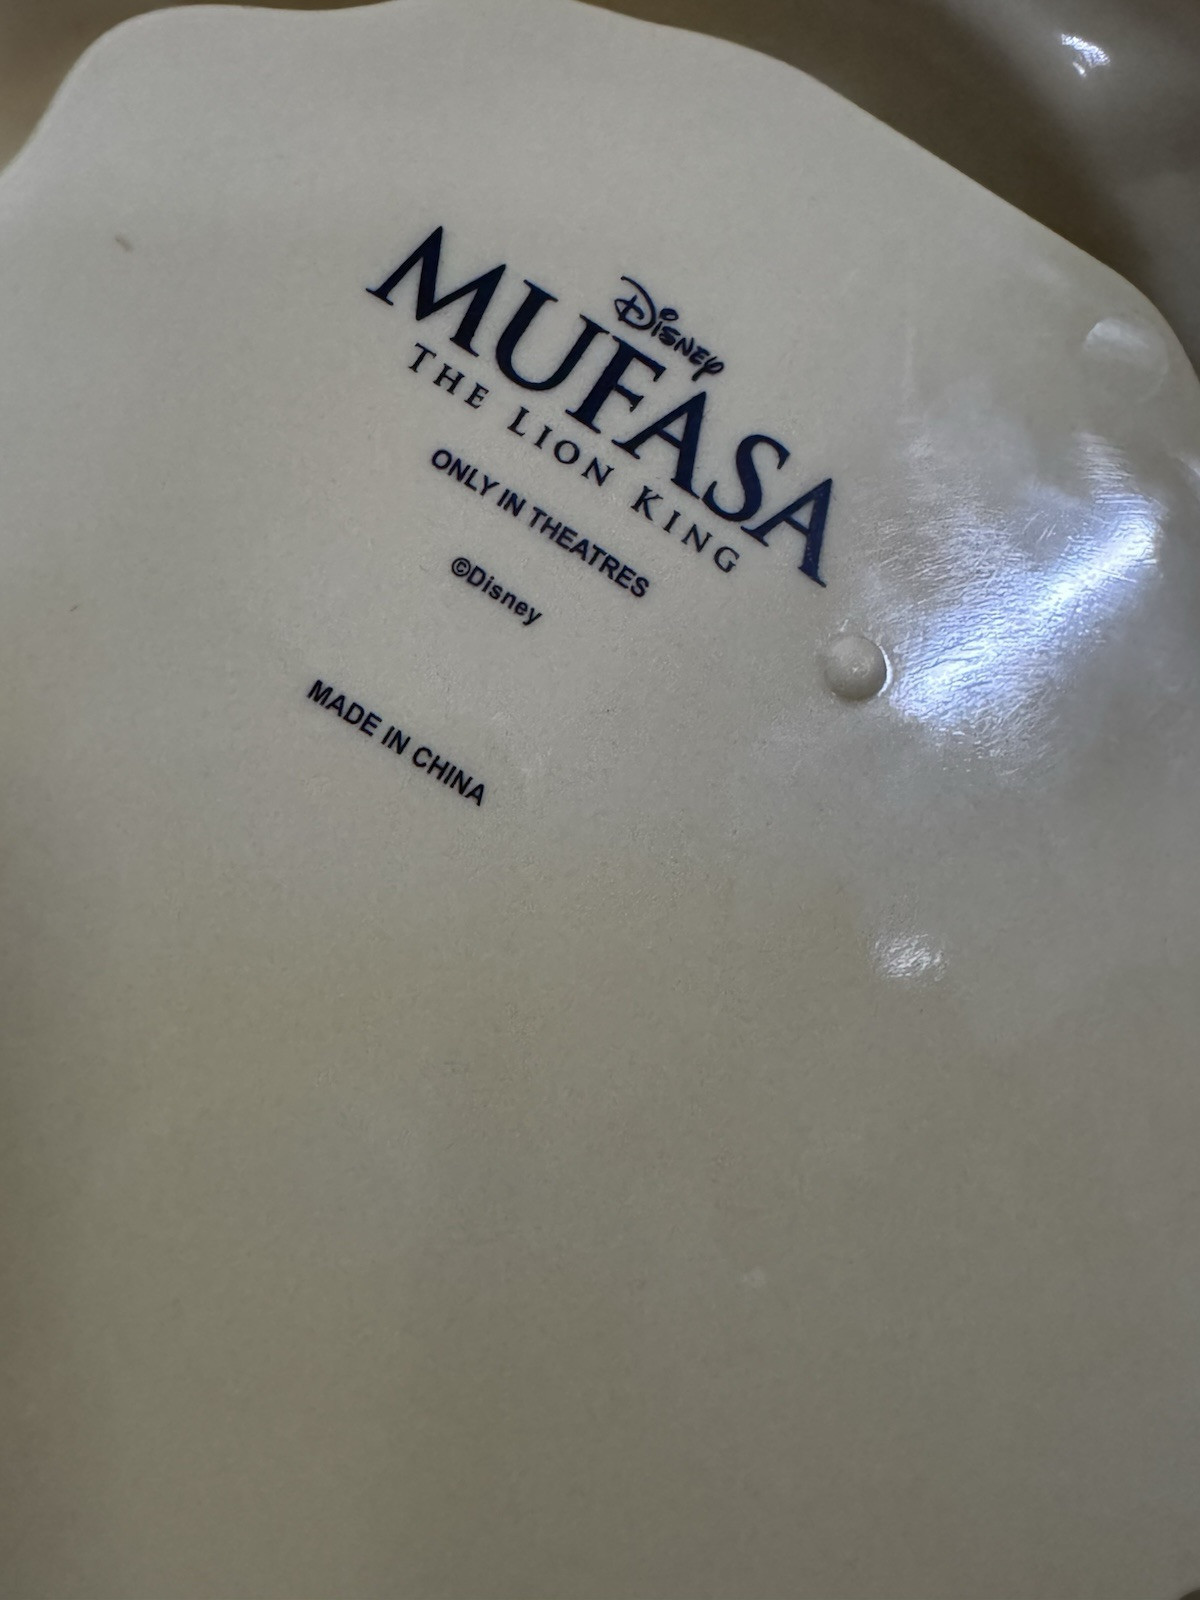 Disney
MUFASA
THE LION KING
ONLY IN THEATRES
©Disney
MADE IN CHINA